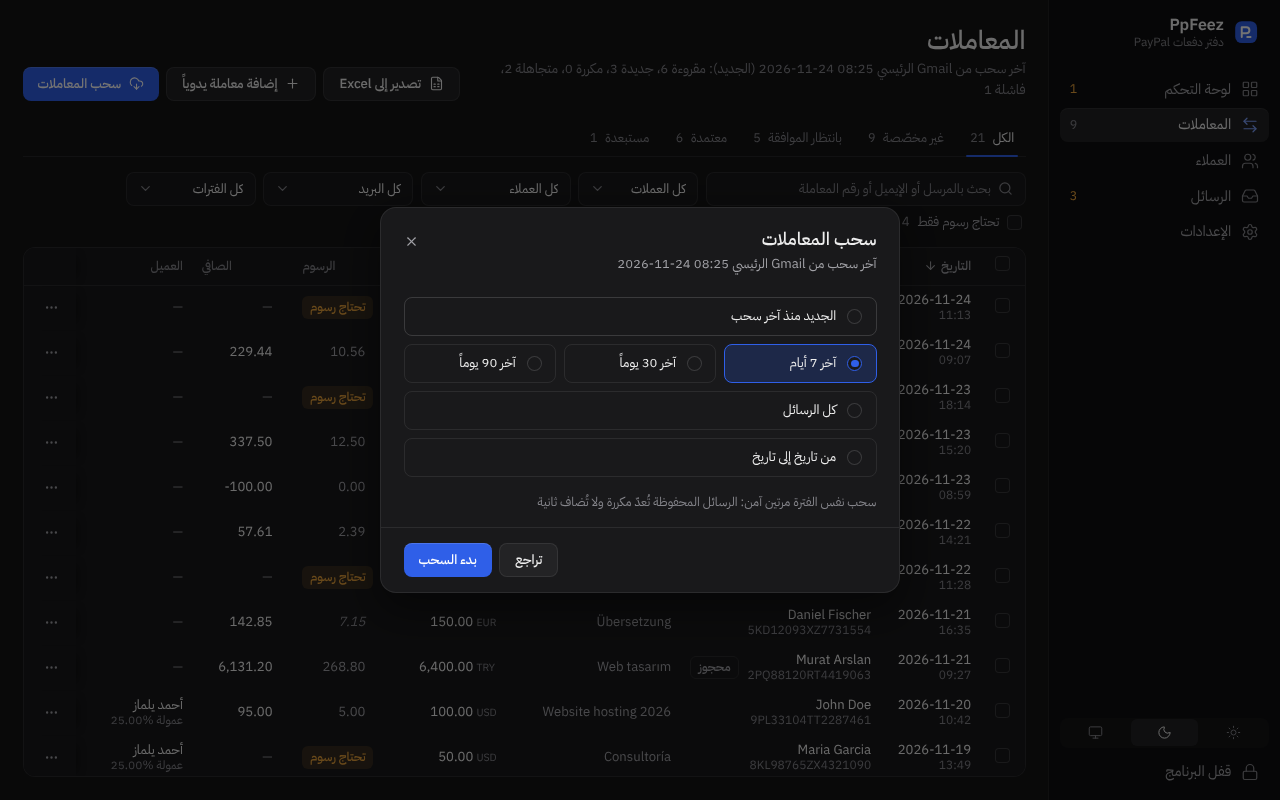 PpFeez
دفتر دفعات PayPal
لوحة التحكم 1
المعاملات 9
العملاء
الرسائل 3
الإعدادات
قفل البرنامج
المعاملات
آخر سحب من Gmail الرئيسي 08:25 24-11-2026 (الجديد): مقروءة 6، جديدة 3، مكررة 0، متجاهلة 2،
فاشلة 1
تصدير إلى Excel
إضافة معاملة يدوياً
سحب المعاملات
الكل 21 غير مخصّصة 9 بانتظار الموافقة 5 معتمدة 6 مستبعدة 1
بحث بالمرسل أو الإيميل أو رقم المعاملة
كل العملات
كل العملاء
كل البريد
كل الفترات
تحتاج رسوم فقط 4
سحب المعاملات
×
آخر سحب من Gmail الرئيسي 08:25 24-11-2026
الجديد منذ آخر سحب
آخر 7 أيام
آخر 30 يوماً
آخر 90 يوماً
كل الرسائل
من تاريخ إلى تاريخ
سحب نفس الفترة مرتين آمن: الرسائل المحفوظة تُعدّ مكررة ولا تُضاف ثانية
تراجع
بدء السحب
التاريخ ↓ الرسوم الصافي العميل
2026-11-24 تحتاج رسوم — — ...
11:13
2026-11-24 10.56 229.44 — ...
09:07
2026-11-23 تحتاج رسوم — — ...
18:14
2026-11-23 12.50 337.50 — ...
15:20
2026-11-23 0.00 -100.00 — ...
08:59
2026-11-22 2.39 57.61 — ...
14:21
2026-11-22 تحتاج رسوم — — ...
11:28
2026-11-21 Daniel Fischer Übersetzung 150.00 EUR 7.15 142.85 — ...
16:35 5KD12093XZ7731554
2026-11-21 Murat Arslan محجوز Web tasarım 6,400.00 TRY 268.80 6,131.20 — ...
09:27 2PQ88120RT4419063
2026-11-20 John Doe Website hosting 2026 100.00 USD 5.00 95.00 أحمد يلماز ...
10:42 9PL33104TT2287461 عمولة 25.00%
2026-11-19 Maria Garcia Consultoría 50.00 USD تحتاج رسوم — أحمد يلماز ...
13:49 8KL98765ZX4321090 عمولة 25.00%